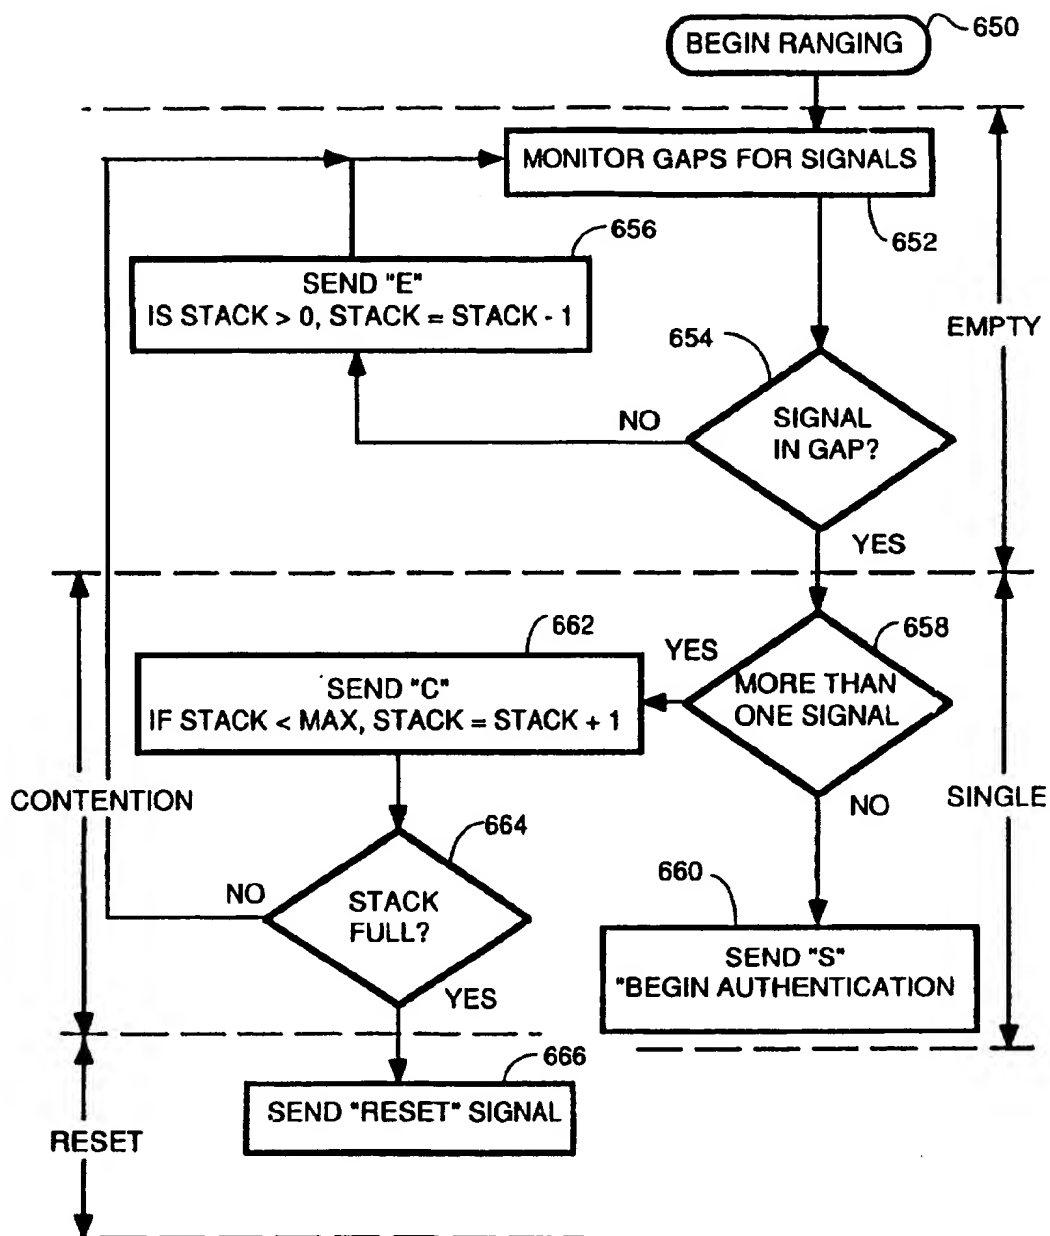 BEGIN RANGING
650
MONITOR GAPS FOR SIGNALS
652
656
SEND "E"
IS STACK > 0, STACK = STACK - 1
EMPTY
654
SIGNAL
IN GAP?
NO
YES
662
658
YES
SEND "C"
IF STACK < MAX, STACK = STACK + 1
MORE THAN
ONE SIGNAL
NO
CONTENTION
SINGLE
664
NO
STACK
FULL?
YES
660
SEND "S"
"BEGIN AUTHENTICATION
666
SEND "RESET" SIGNAL
RESET